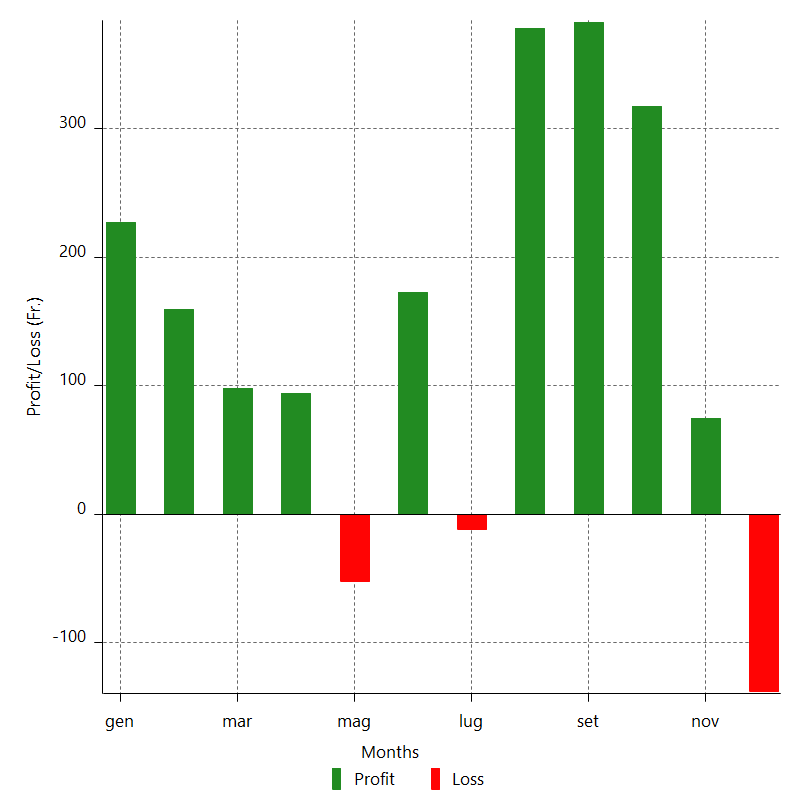 Profit/Loss (Fr.)
300
200
100
0
-100
gen mar mag lug set nov
Months
Profit Loss